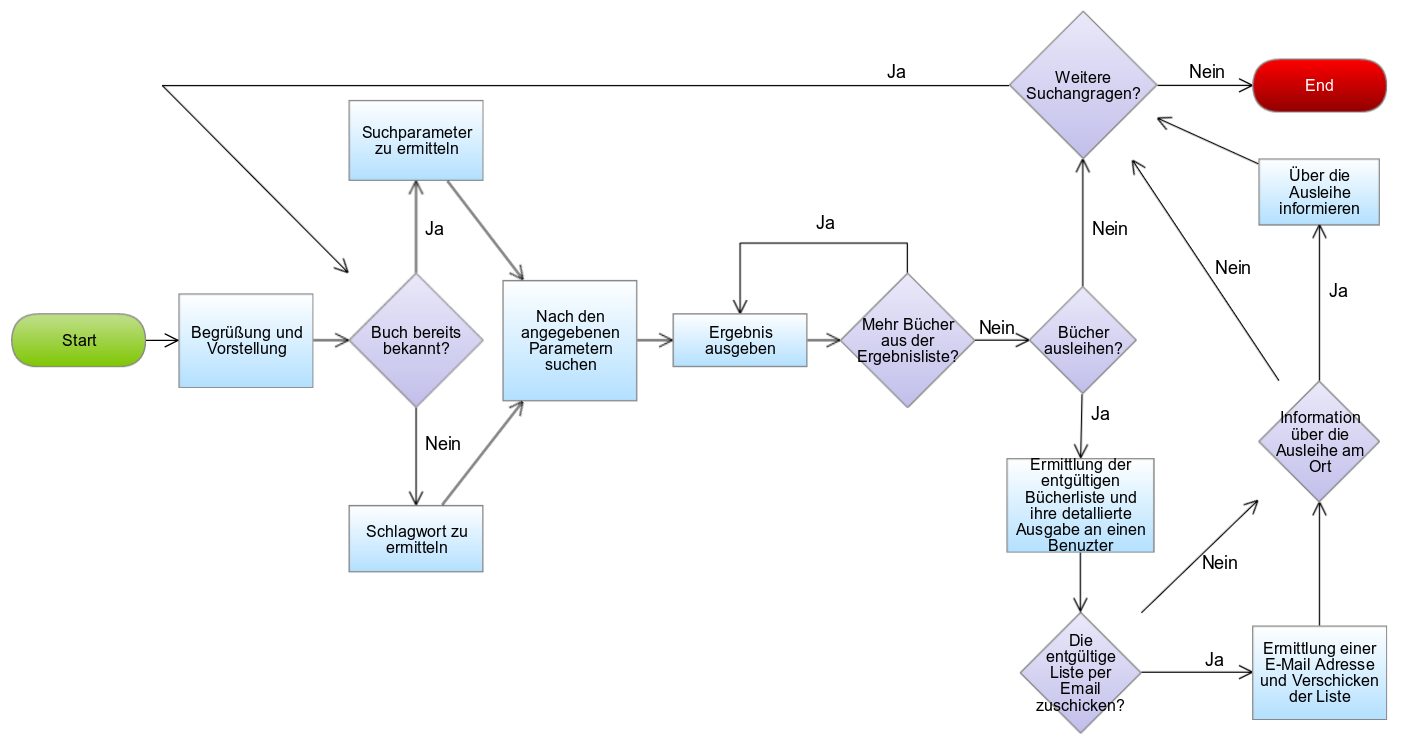 Start
Begrüßung und
Vorstellung
Buch bereits
bekannt?
Ja
Suchparameter
zu ermitteln
Nein
Schlagwort zu
ermitteln
Nach den
angegebenen
Parametern
suchen
Ergebnis
ausgeben
Ja
Mehr Bücher
aus der
Ergebnisliste?
Nein
Bücher
ausleihen?
Nein
Weitere
Suchangragen?
Ja
Nein
End
Ja
Ermittlung der
entgültigen
Bücherliste und
ihre detallierte
Ausgabe an einen
Benuzter
Die
entgültige
Liste per
Email
zuschicken?
Nein
Ja
Ermittlung einer
E-Mail Adresse
und Verschicken
der Liste
Information
über die
Ausleihe am
Ort
Nein
Ja
Über die
Ausleihe
informieren